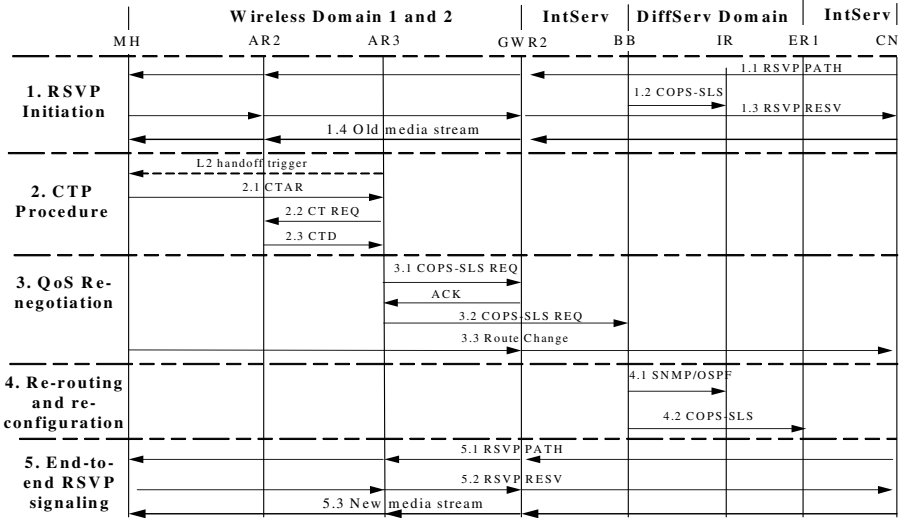 Wireless Domain 1 and 2 IntServ DiffServ Domain IntServ
MH AR2 AR3 GWR2 BB IR ER1 CN
1. RSVP
Initiation
1.1 RSVP PATH
1.2 COPS-SLS
1.3 RSVP RESV
1.4 Old media stream
2. CTP
Procedure
L2 handoff trigger
2.1 CTAR
2.2 CT REQ
2.3 CTD
3. QoS Re-
negotiation
3.1 COPS-SLS REQ
ACK
3.2 COPS-SLS REQ
3.3 Route Change
4. Re-routing
and re-
configuration
4.1 SNMP/OSPF
4.2 COPS-SLS
5. End-to-
end RSVP
signaling
5.1 RSVP PATH
5.2 RSVP RESV
5.3 New media stream